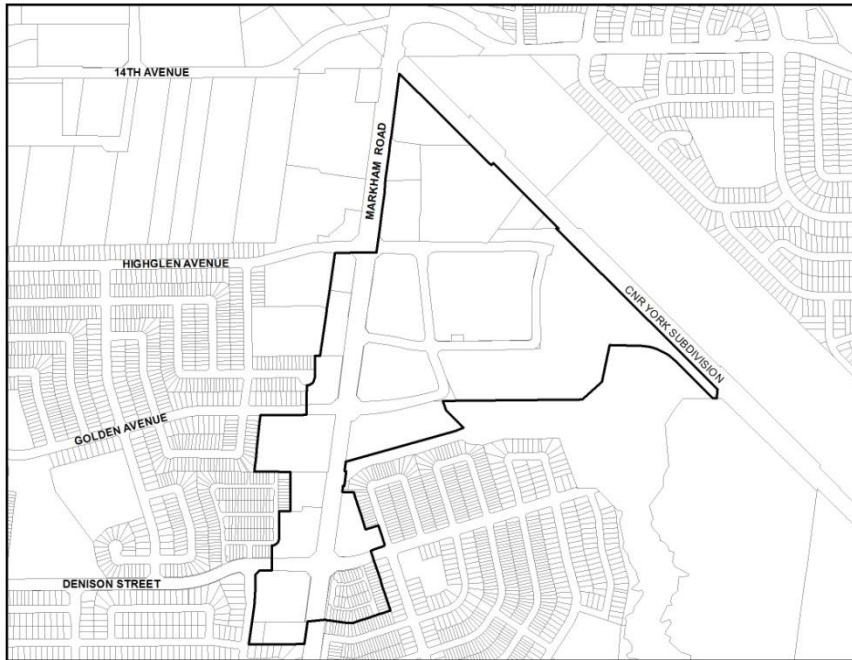 14TH AVENUE
MARKHAM ROAD
HIGHGLEN AVENUE
CNR YORK SUBDIVISION
GOLDEN AVENUE
DENISON STREET